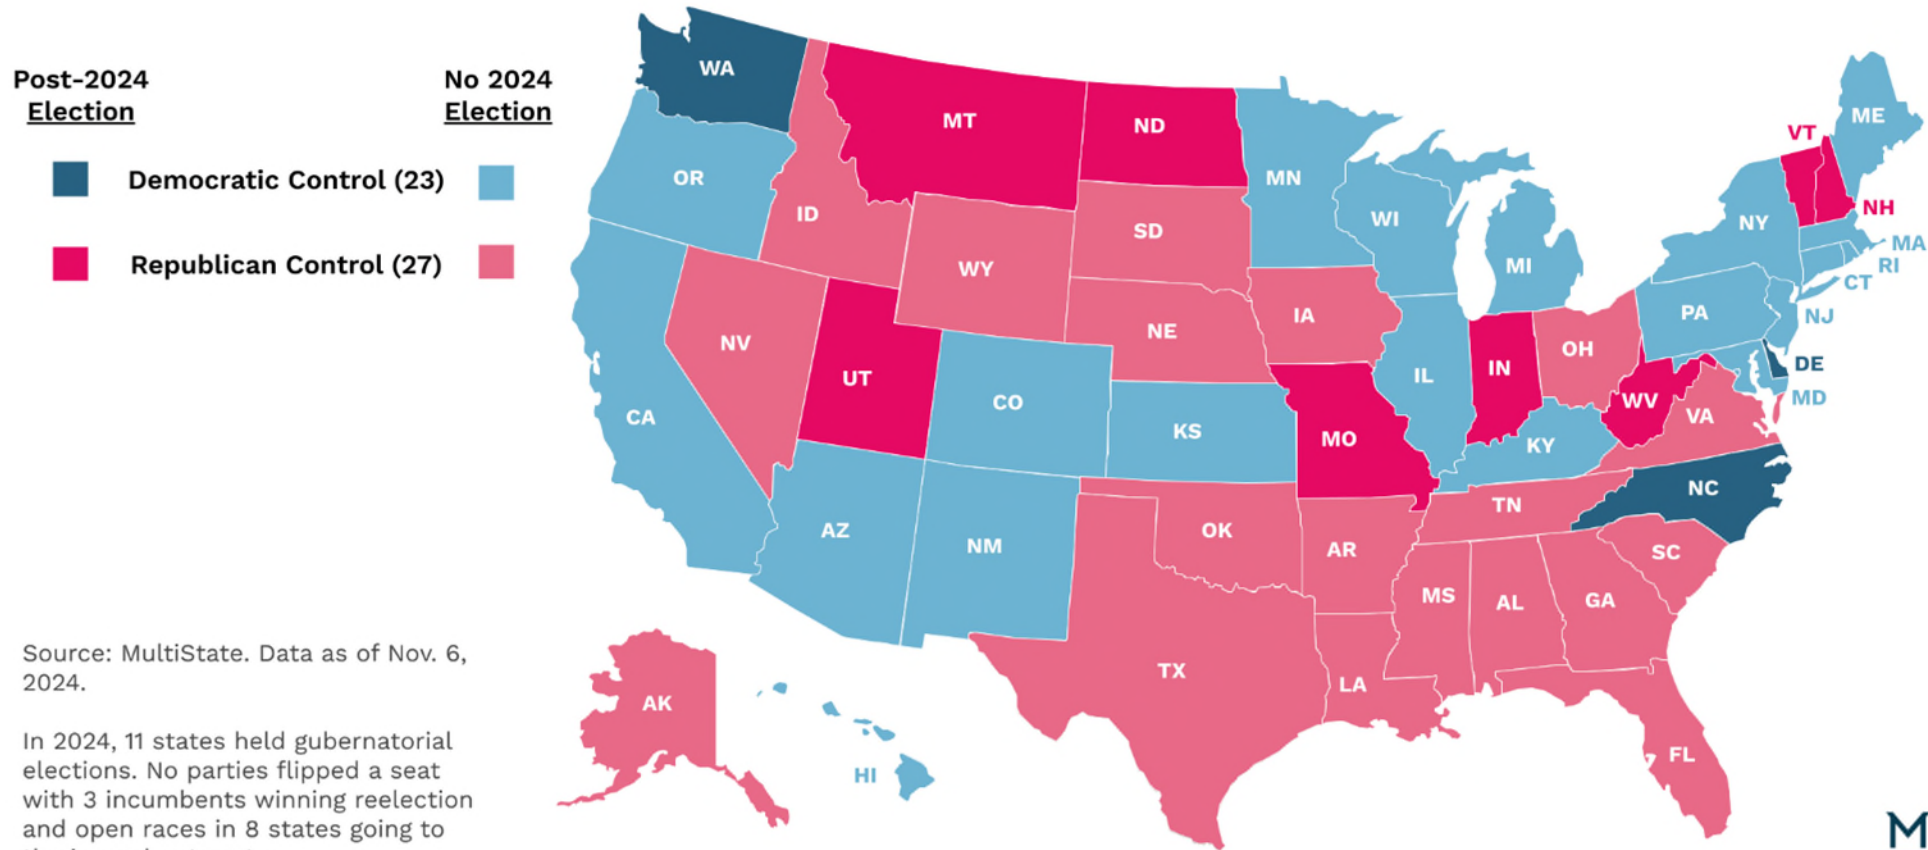 Post-2024
Election
No 2024
Election
Democratic Control (23)
Republican Control (27)
WA
OR
CA
NV
ID
MT
WY
UT
AZ
CO
NM
ND
SD
NE
KS
OK
TX
MN
IA
MO
AR
LA
WI
IL
MI
IN
OH
KY
TN
MS
AL
GA
FL
SC
NC
VA
WV
PA
NY
VT
NH
ME
MA
RI
CT
NJ
DE
MD
AK
HI
Source: MultiState. Data as of Nov. 6,
2024.
In 2024, 11 states held gubernatorial
elections. No parties flipped a seat
with 3 incumbents winning reelection
and open races in 8 states going to
M